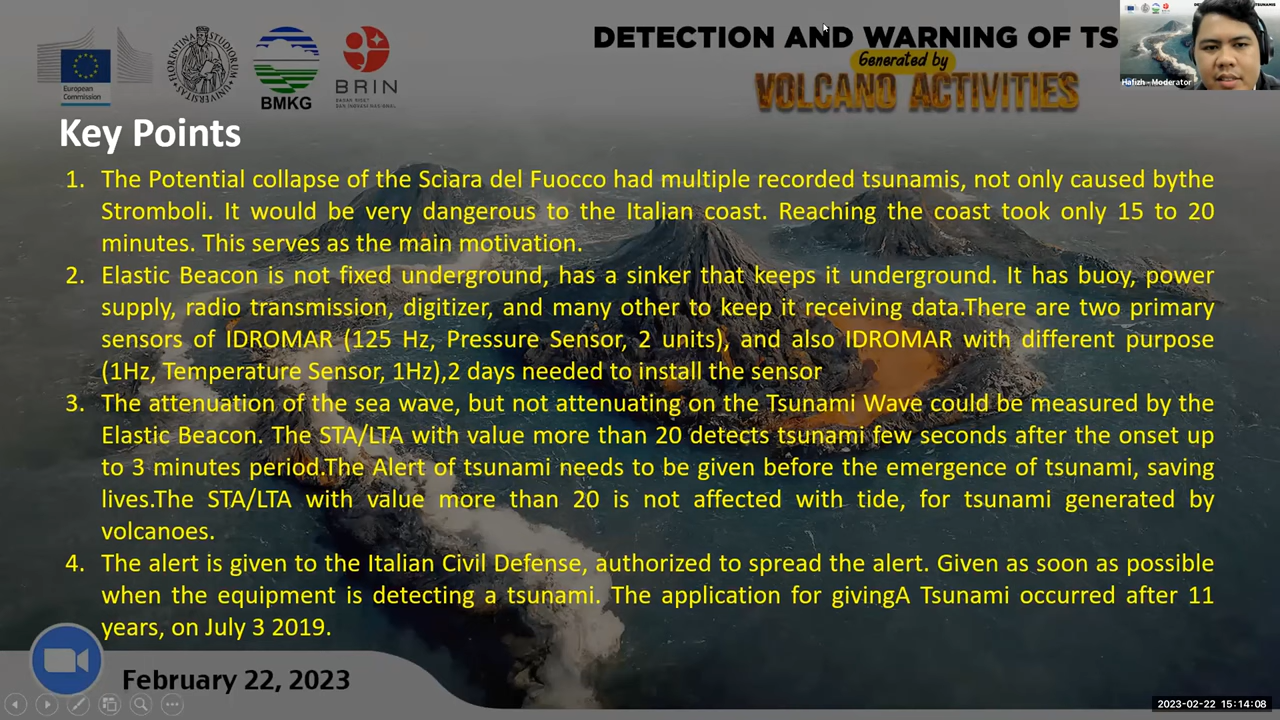 European
Commission
BMKG
BRIN
DETECTION AND WARNING OF TS
Generated by
VOLCANO ACTIVITIES
Hafizh - Moderator
Key Points
1. The Potential collapse of the Sciara del Fuocco had multiple recorded tsunamis, not only caused bythe
Stromboli. It would be very dangerous to the Italian coast. Reaching the coast took only 15 to 20
minutes. This serves as the main motivation.
2. Elastic Beacon is not fixed underground, has a sinker that keeps it underground. It has buoy, power
supply, radio transmission, digitizer, and many other to keep it receiving data.There are two primary
sensors of IDROMAR (125 Hz, Pressure Sensor, 2 units), and also IDROMAR with different purpose
(1Hz, Temperature Sensor, 1Hz),2 days needed to install the sensor
3. The attenuation of the sea wave, but not attenuating on the Tsunami Wave could be measured by the
Elastic Beacon. The STA/LTA with value more than 20 detects tsunami few seconds after the onset up
to 3 minutes period.The Alert of tsunami needs to be given before the emergence of tsunami, saving
lives.The STA/LTA with value more than 20 is not affected with tide, for tsunami generated by
volcanoes.
4. The alert is given to the Italian Civil Defense, authorized to spread the alert. Given as soon as possible
when the equipment is detecting a tsunami. The application for givingA Tsunami occurred after 11
years, on July 3 2019.
February 22, 2023
2023-02-22 15:14:08